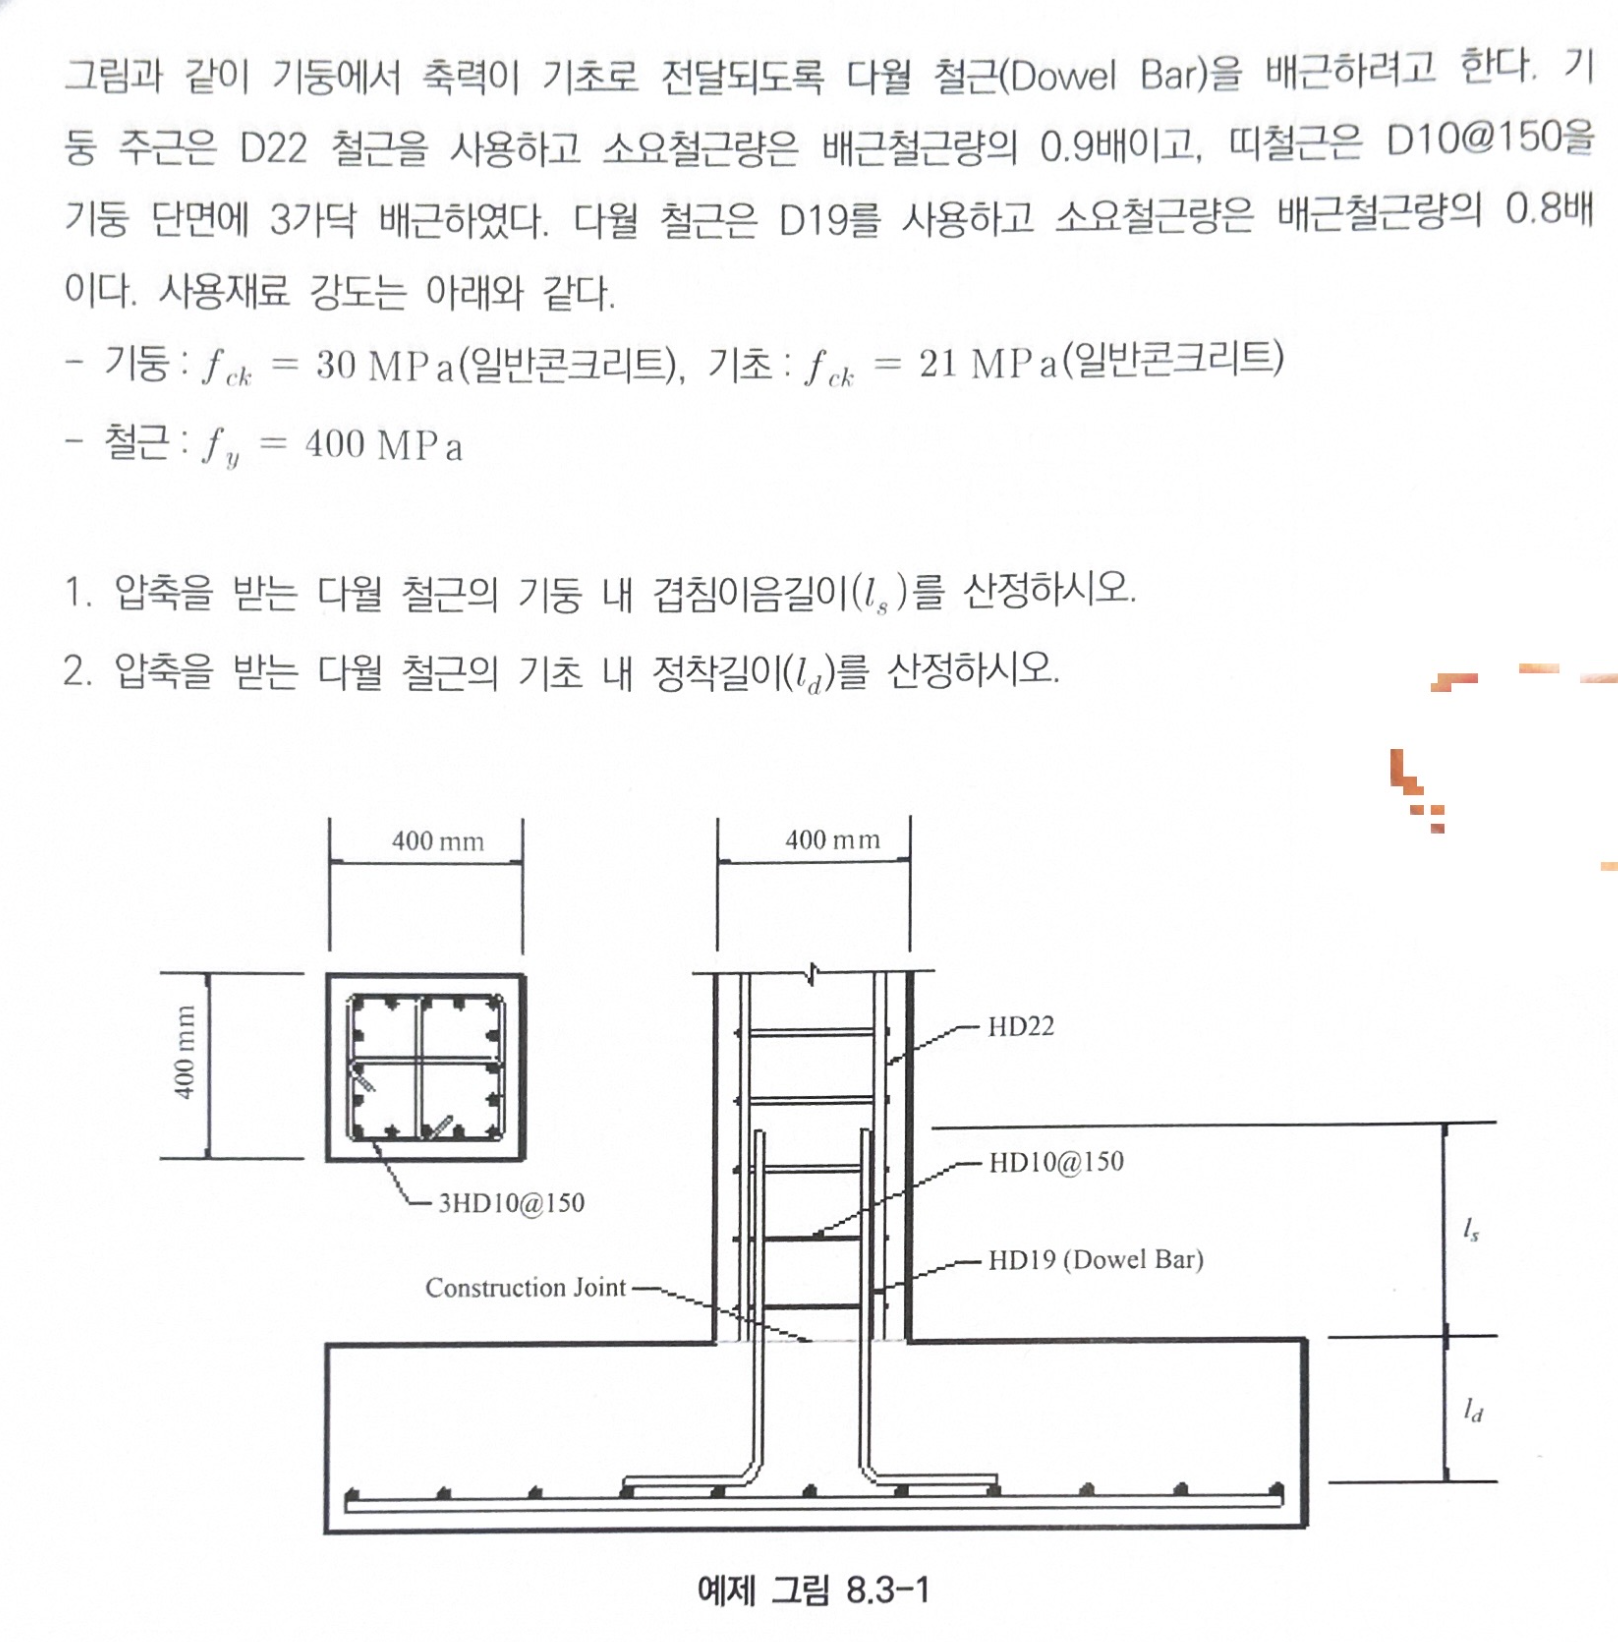 그림과 같이 기둥에서 축력이 기초로 전달되도록 다월 철근(Dowel Bar)을 배근하려고 한다. 기
둥 주근은 D22 철근을 사용하고 소요철근량은 배근철근량의 0.9배이고, 띠철근은 D10@150을
기둥 단면에 3가닥 배근하였다. 다월 철근은 D19를 사용하고 소요철근량은 배근철근량의 0.8배
이다. 사용재료 강도는 아래와 같다.
- 기둥 : f_ck = 30 MPa(일반콘크리트), 기초 : f_ck = 21 MPa(일반콘크리트)
- 철근 : f_y = 400 MPa
1. 압축을 받는 다월 철근의 기둥 내 겹침이음길이(l_s)를 산정하시오.
2. 압축을 받는 다월 철근의 기초 내 정착길이(l_d)를 산정하시오.
400 mm
400 mm
400 mm
HD22
HD10@150
3HD10@150
l_s
HD19 (Dowel Bar)
Construction Joint
l_d
예제 그림 8.3-1